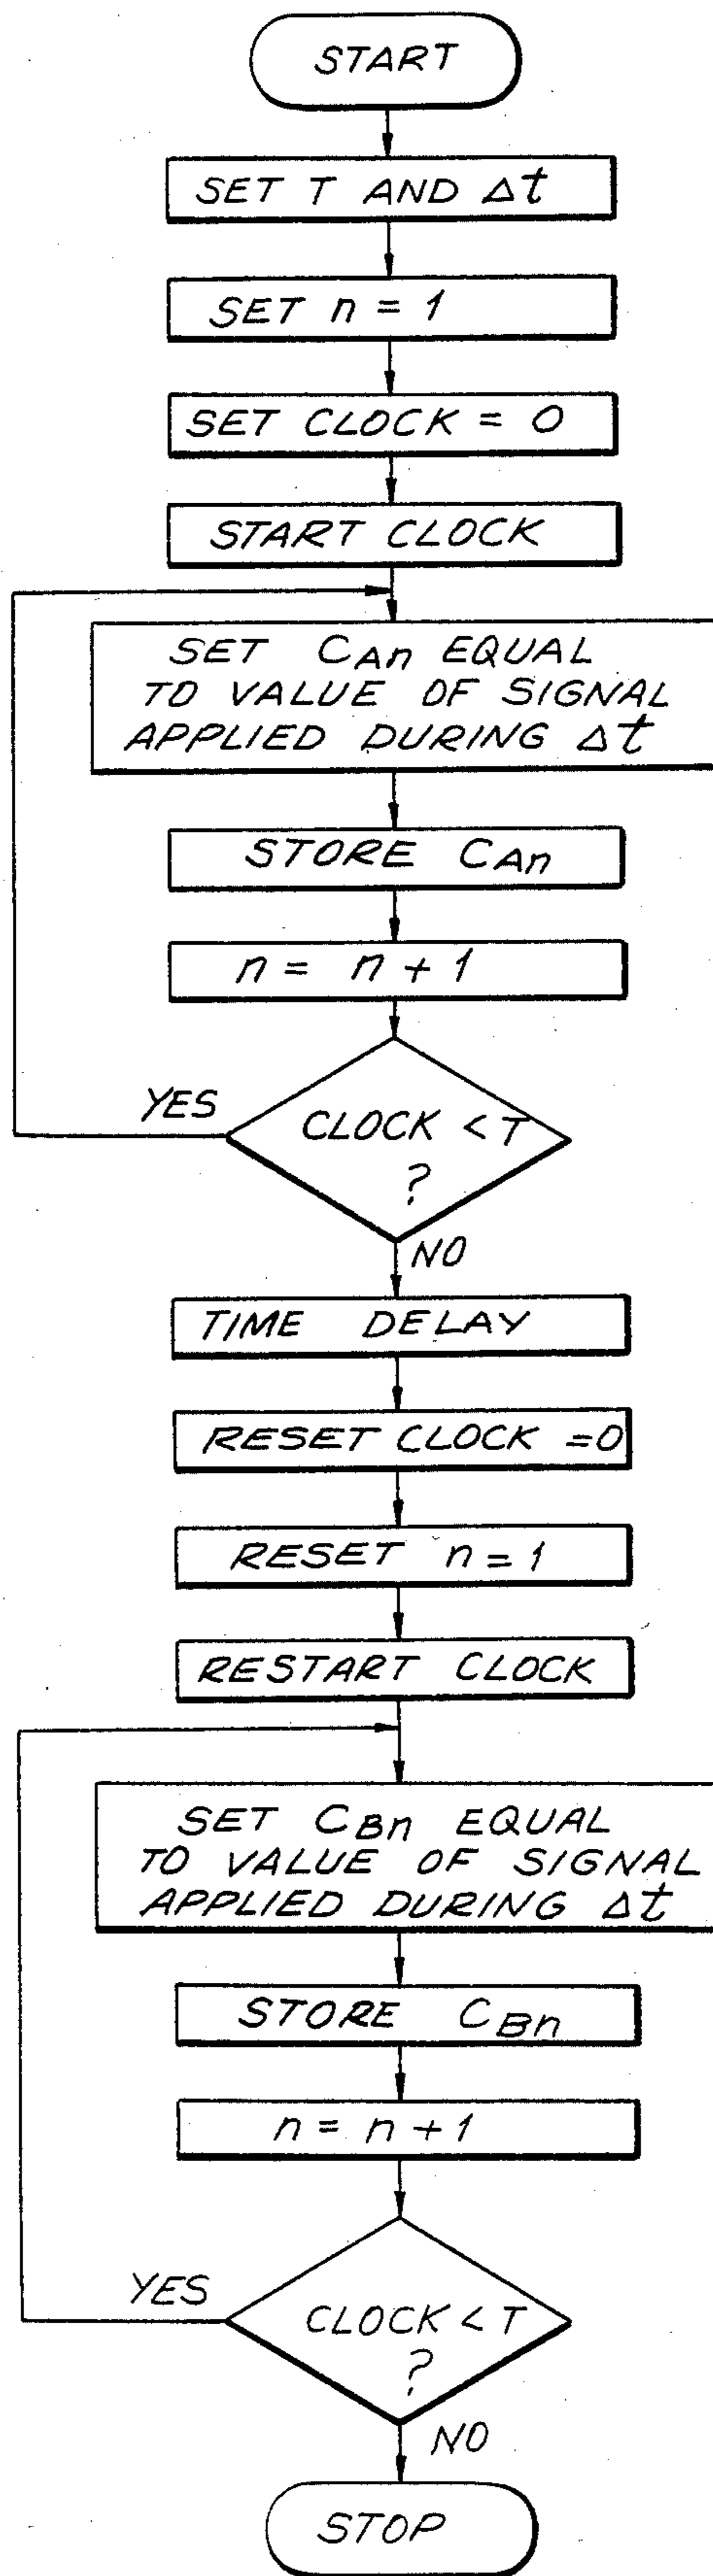 START
SET T AND Δt
SET n = 1
SET CLOCK = 0
START CLOCK
SET CAn EQUAL
TO VALUE OF SIGNAL
APPLIED DURING Δt
STORE CAn
n = n + 1
YES
CLOCK < T
?
NO
TIME DELAY
RESET CLOCK = 0
RESET n = 1
RESTART CLOCK
SET CBn EQUAL
TO VALUE OF SIGNAL
APPLIED DURING Δt
STORE CBn
n = n + 1
YES
CLOCK < T
?
NO
STOP